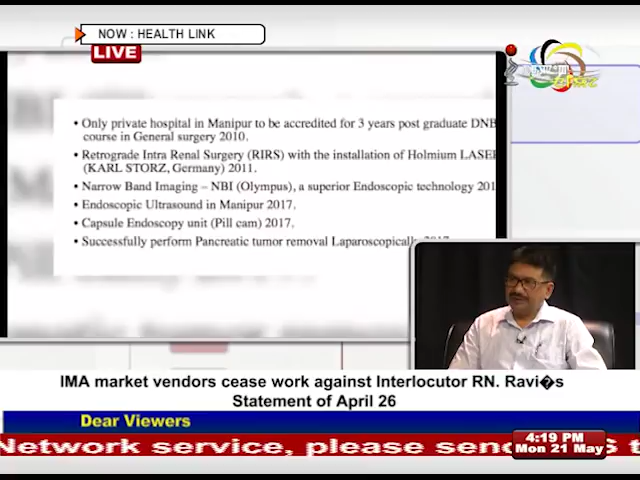 NOW : HEALTH LINK
LIVE
• Only private hospital in Manipur to be accredited for 3 years post graduate DNB
course in General surgery 2010.
• Retrograde Intra Renal Surgery (RIRS) with the installation of Holmium LASER
(KARL STORZ, Germany) 2011.
• Narrow Band Imaging – NBI (Olympus), a superior Endoscopic technology 201
• Endoscopic Ultrasound in Manipur 2017.
• Capsule Endoscopy unit (Pill cam) 2017.
• Successfully perform Pancreatic tumor removal Laparoscopically 2017
IMA market vendors cease work against Interlocutor RN. Ravi�s
Statement of April 26
Dear Viewers
Network service, please send
4:19 PM
Mon 21 May